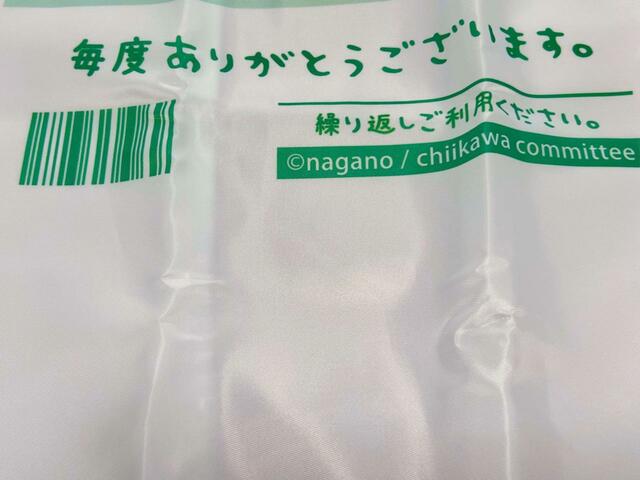 毎度ありがとうございます。
繰り返しご利用ください。
©nagano / chiikawa committee